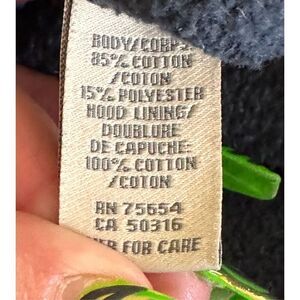 BODY/CORPS
85% COTTON
/COTON
15% POLYESTER
HOOD LINING/
DOUBLURE
DE CAPUCHE:
100% COTTON
/COTON
RN 75654
CA 50316
FOR CARE